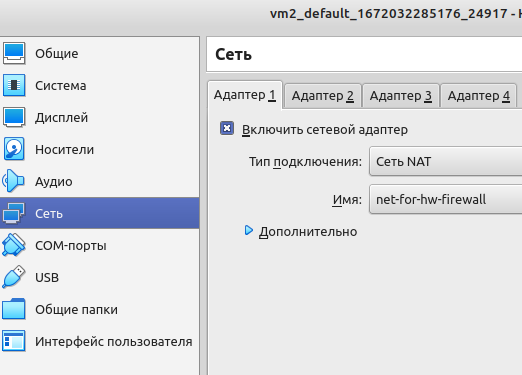 vm2_default_1672032285176_24917 -
Общие
Система
Дисплей
Носители
Аудио
Сеть
COM-порты
USB
Общие папки
Интерфейс пользователя
Сеть
Адаптер 1 Адаптер 2 Адаптер 3 Адаптер 4
Включить сетевой адаптер
Тип подключения: Сеть NAT
Имя: net-for-hw-firewall
Дополнительно